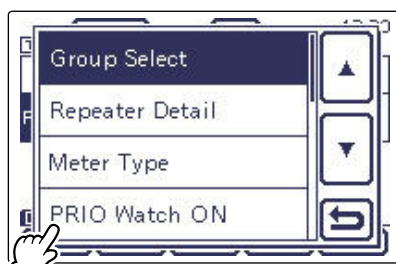 Group Select
Repeater Detail
Meter Type
PRIO Watch ON